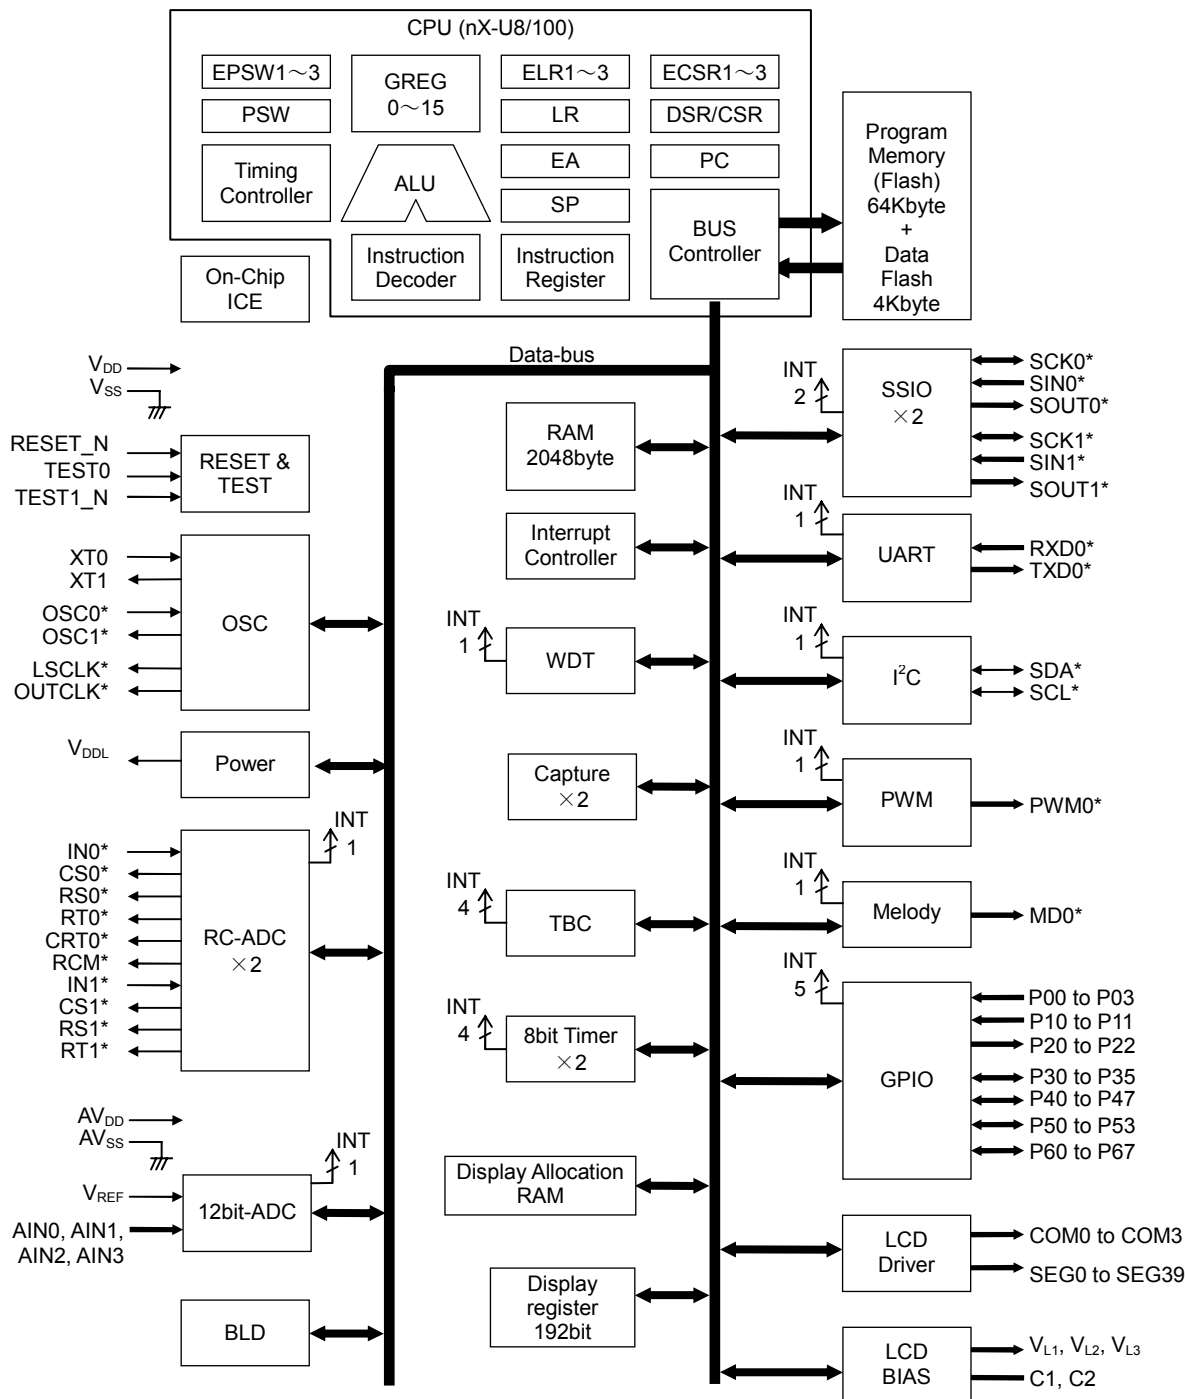 CPU (nX-U8/100)
EPSW1～3
GREG
0～15
ELR1～3
ECSR1～3
PSW
LR
DSR/CSR
Timing
Controller
ALU
EA
PC
SP
BUS
Controller
Instruction
Decoder
Instruction
Register
On-Chip
ICE
Program
Memory
(Flash)
64Kbyte
+
Data
Flash
4Kbyte
Data-bus
VDD
VSS
RESET_N
TEST0
TEST1_N
RESET &
TEST
XT0
XT1
OSC0*
OSC1*
LSCLK*
OUTCLK*
OSC
VDDL
Power
IN0*
CS0*
RS0*
RT0*
CRT0*
RCM*
IN1*
CS1*
RS1*
RT1*
RC-ADC
×2
INT
1
AVDD
AVSS
VREF
AIN0, AIN1,
AIN2, AIN3
12bit-ADC
INT
1
BLD
RAM
2048byte
Interrupt
Controller
INT
1
WDT
Capture
×2
INT
4
TBC
INT
4
8bit Timer
×2
Display Allocation
RAM
Display
register
192bit
INT
2
SSIO
×2
SCK0*
SIN0*
SOUT0*
SCK1*
SIN1*
SOUT1*
INT
1
UART
RXD0*
TXD0*
INT
1
I²C
SDA*
SCL*
INT
1
PWM
PWM0*
INT
1
Melody
MD0*
INT
5
GPIO
P00 to P03
P10 to P11
P20 to P22
P30 to P35
P40 to P47
P50 to P53
P60 to P67
LCD
Driver
COM0 to COM3
SEG0 to SEG39
LCD
BIAS
VL1, VL2, VL3
C1, C2